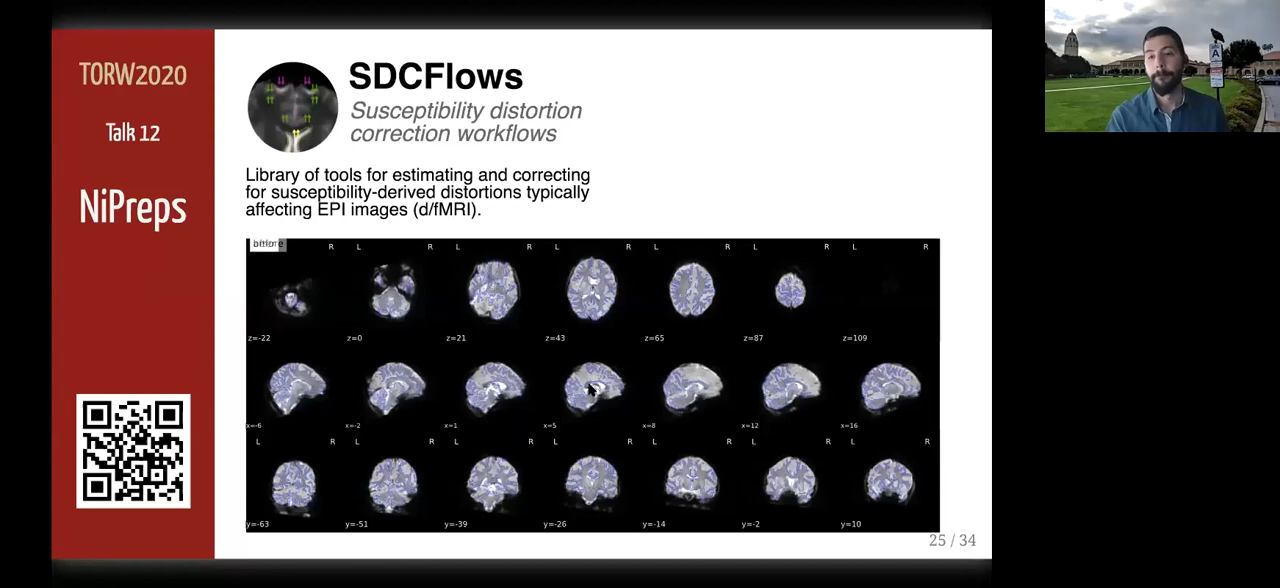 TORW2020
Talk 12
NiPreps
SDCFlows
Susceptibility distortion
correction workflows
Library of tools for estimating and correcting
for susceptibility-derived distortions typically
affecting EPI images (d/fMRI).
R L R L R L R L R L R L R
z=-22 z=0 z=21 z=43 z=65 z=87 z=109
x=-6 x=-2 x=1 x=5 x=8 x=12 x=16
L R L R L R L R L R L R L R
y=-63 y=-51 y=-39 y=-26 y=-14 y=-2 y=10
25 / 34
A